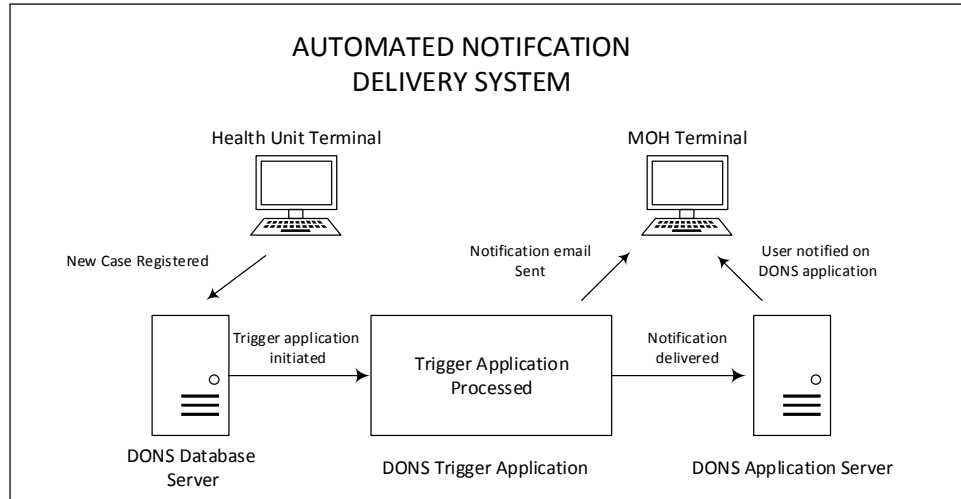 AUTOMATED NOTIFCATION
DELIVERY SYSTEM
Health Unit Terminal
MOH Terminal
New Case Registered
Notification email
Sent
User notified on
DONS application
Trigger application
initiated
Trigger Application
Processed
Notification
delivered
DONS Database
Server
DONS Trigger Application
DONS Application Server